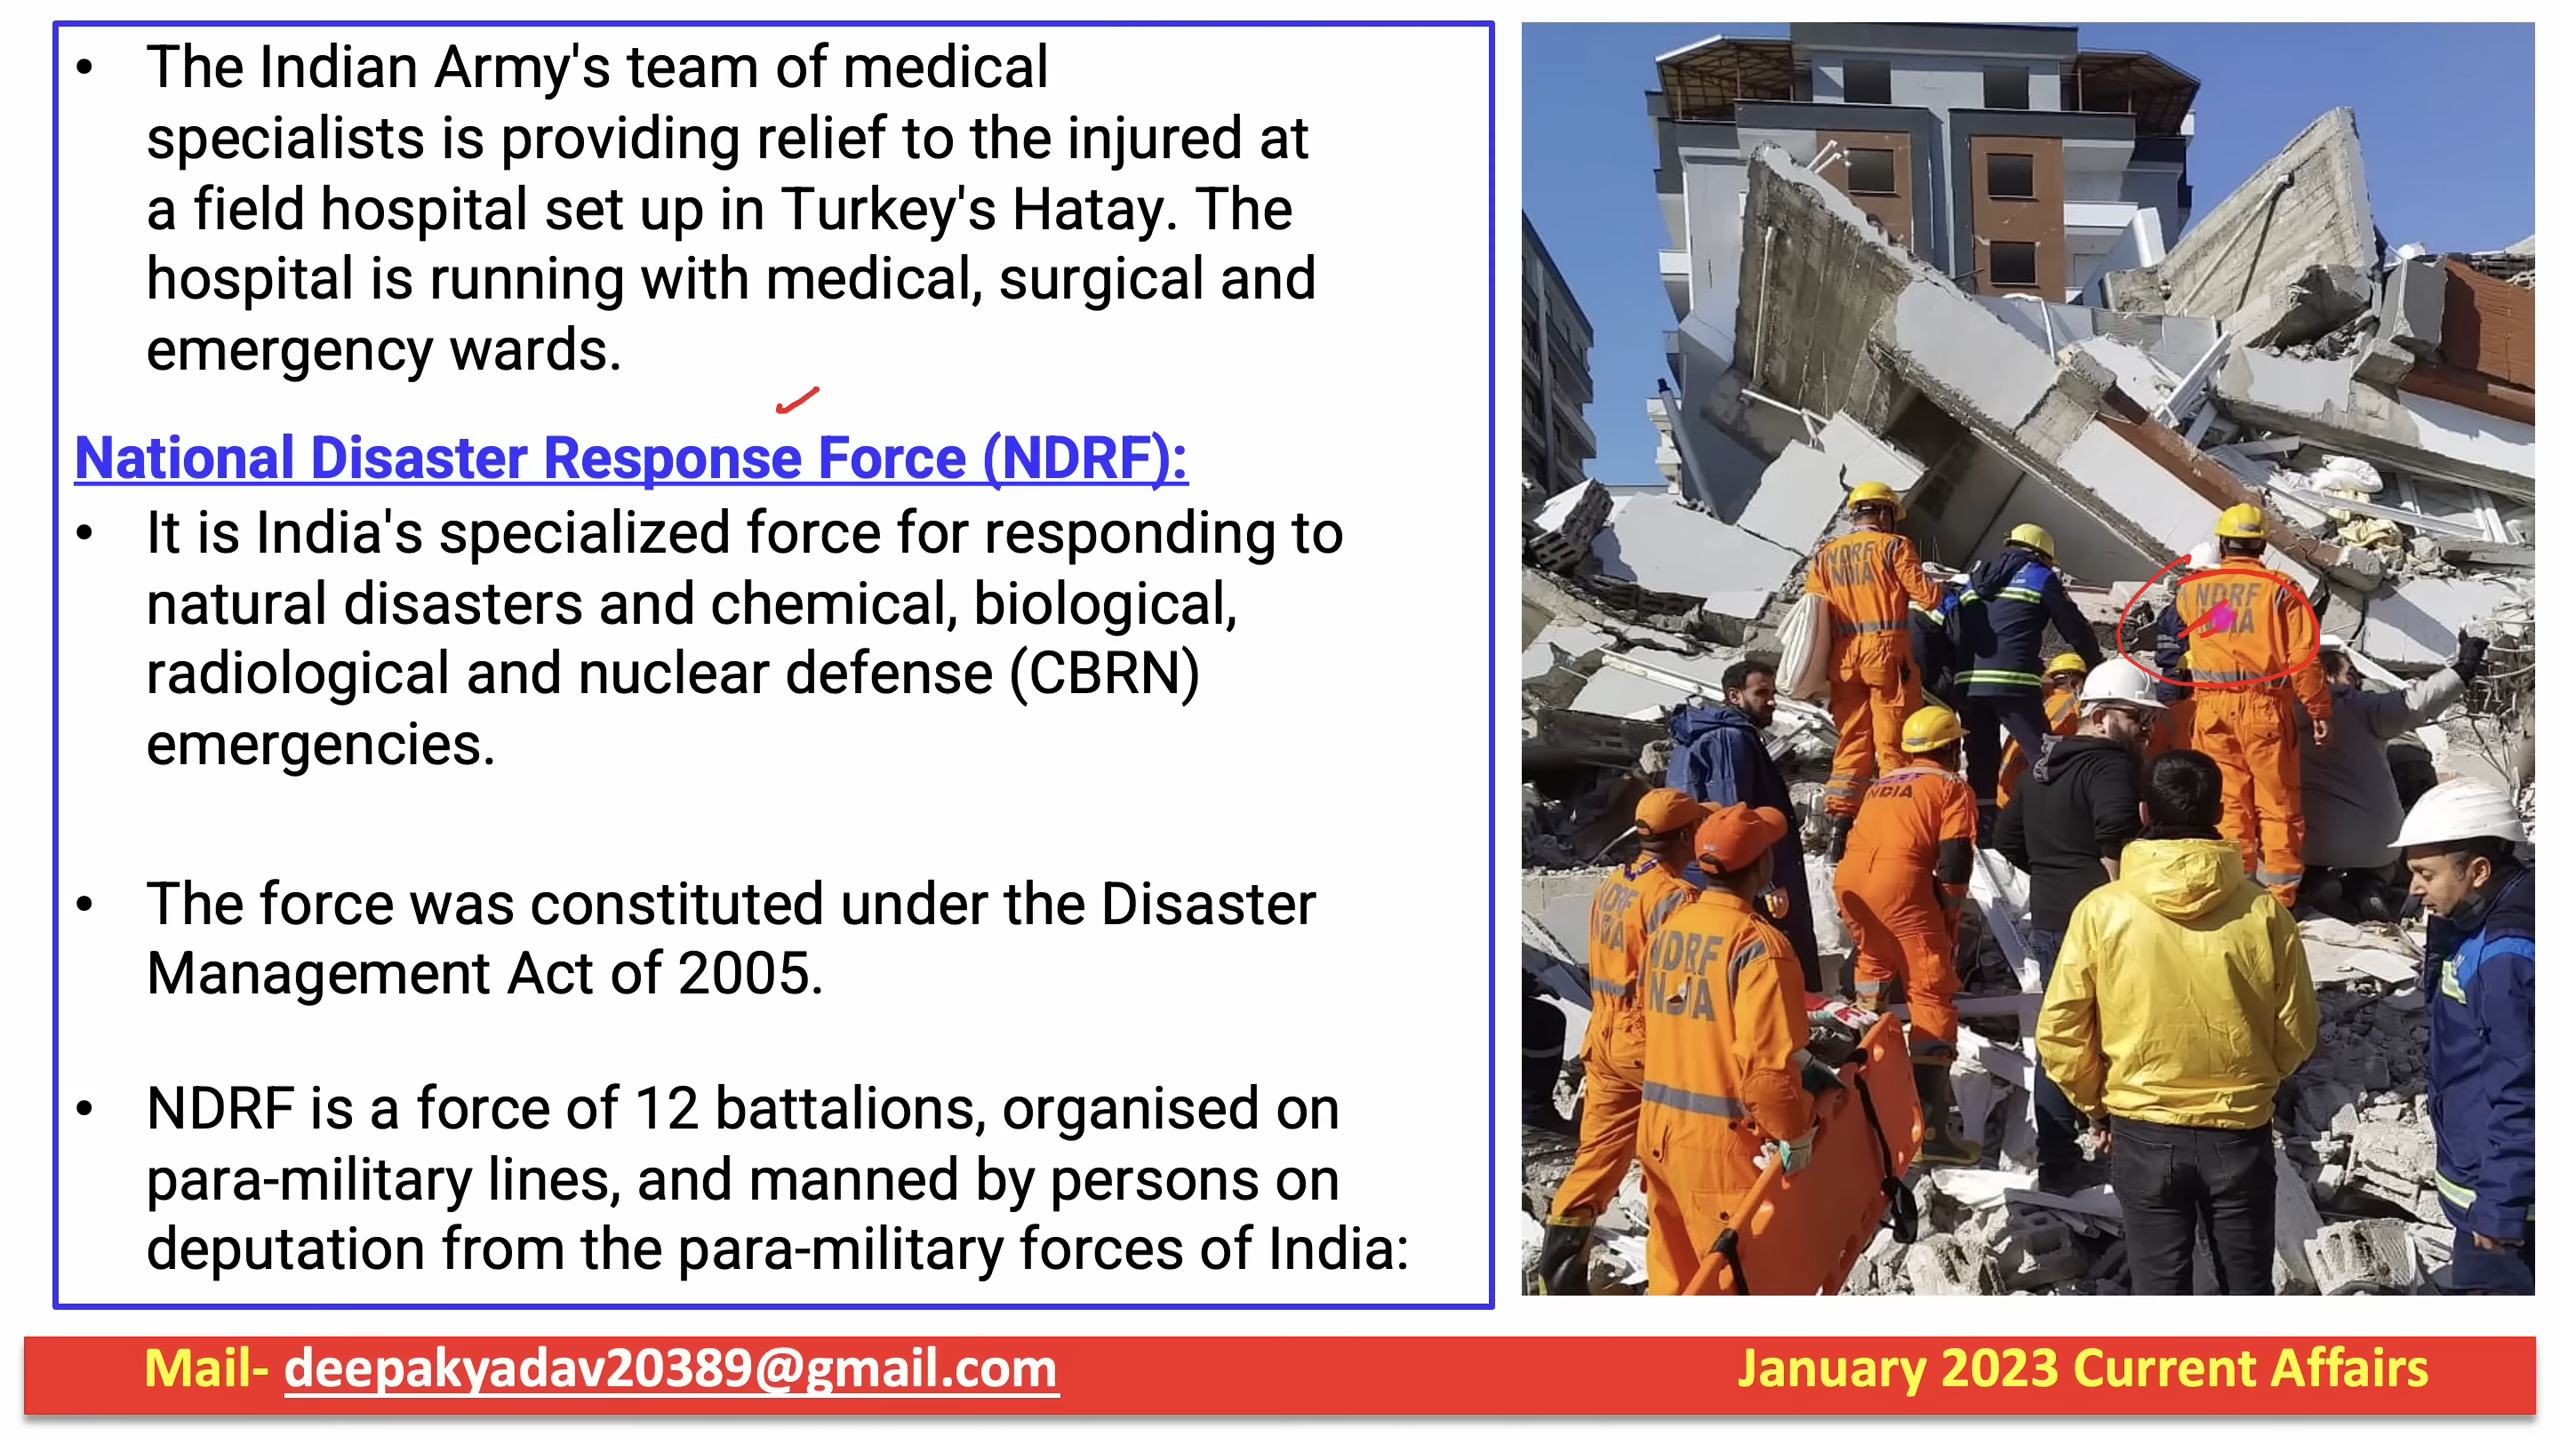 • The Indian Army's team of medical
specialists is providing relief to the injured at
a field hospital set up in Turkey's Hatay. The
hospital is running with medical, surgical and
emergency wards.
National Disaster Response Force (NDRF):
• It is India's specialized force for responding to
natural disasters and chemical, biological,
radiological and nuclear defense (CBRN)
emergencies.
• The force was constituted under the Disaster
Management Act of 2005.
• NDRF is a force of 12 battalions, organised on
para-military lines, and manned by persons on
deputation from the para-military forces of India:
NDRF
INDIA
NDRF
INDIA
NDRF
INDIA
Mail- deepakyadav20389@gmail.com
January 2023 Current Affairs